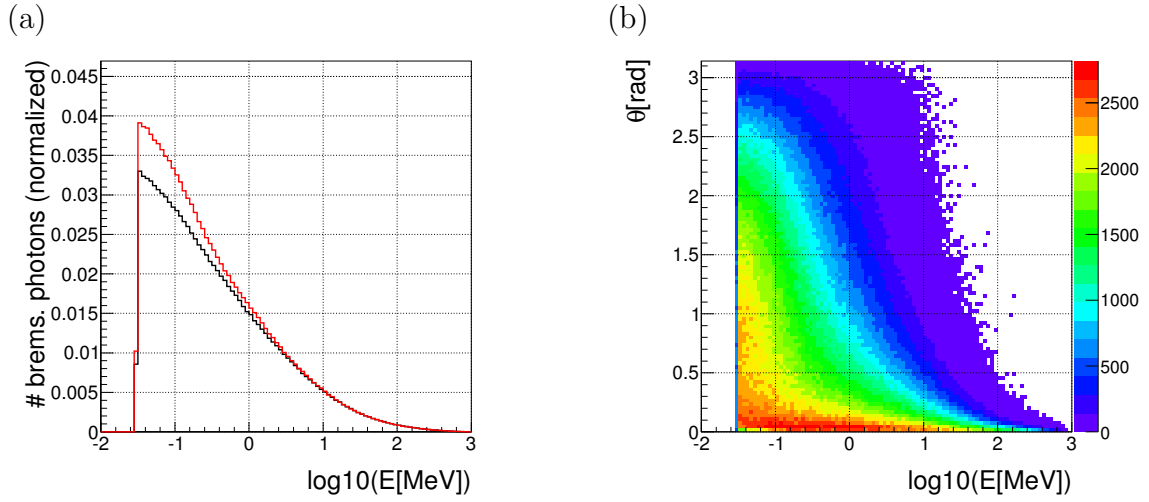 (a)
(b)
# brems. photons (normalized)
0.045
0.04
0.035
0.03
0.025
0.02
0.015
0.01
0.005
0
-2 -1 0 1 2 3
log10(E[MeV])
θ[rad]
3
2.5
2
1.5
1
0.5
0
-2 -1 0 1 2 3
log10(E[MeV])
2500
2000
1500
1000
500
0